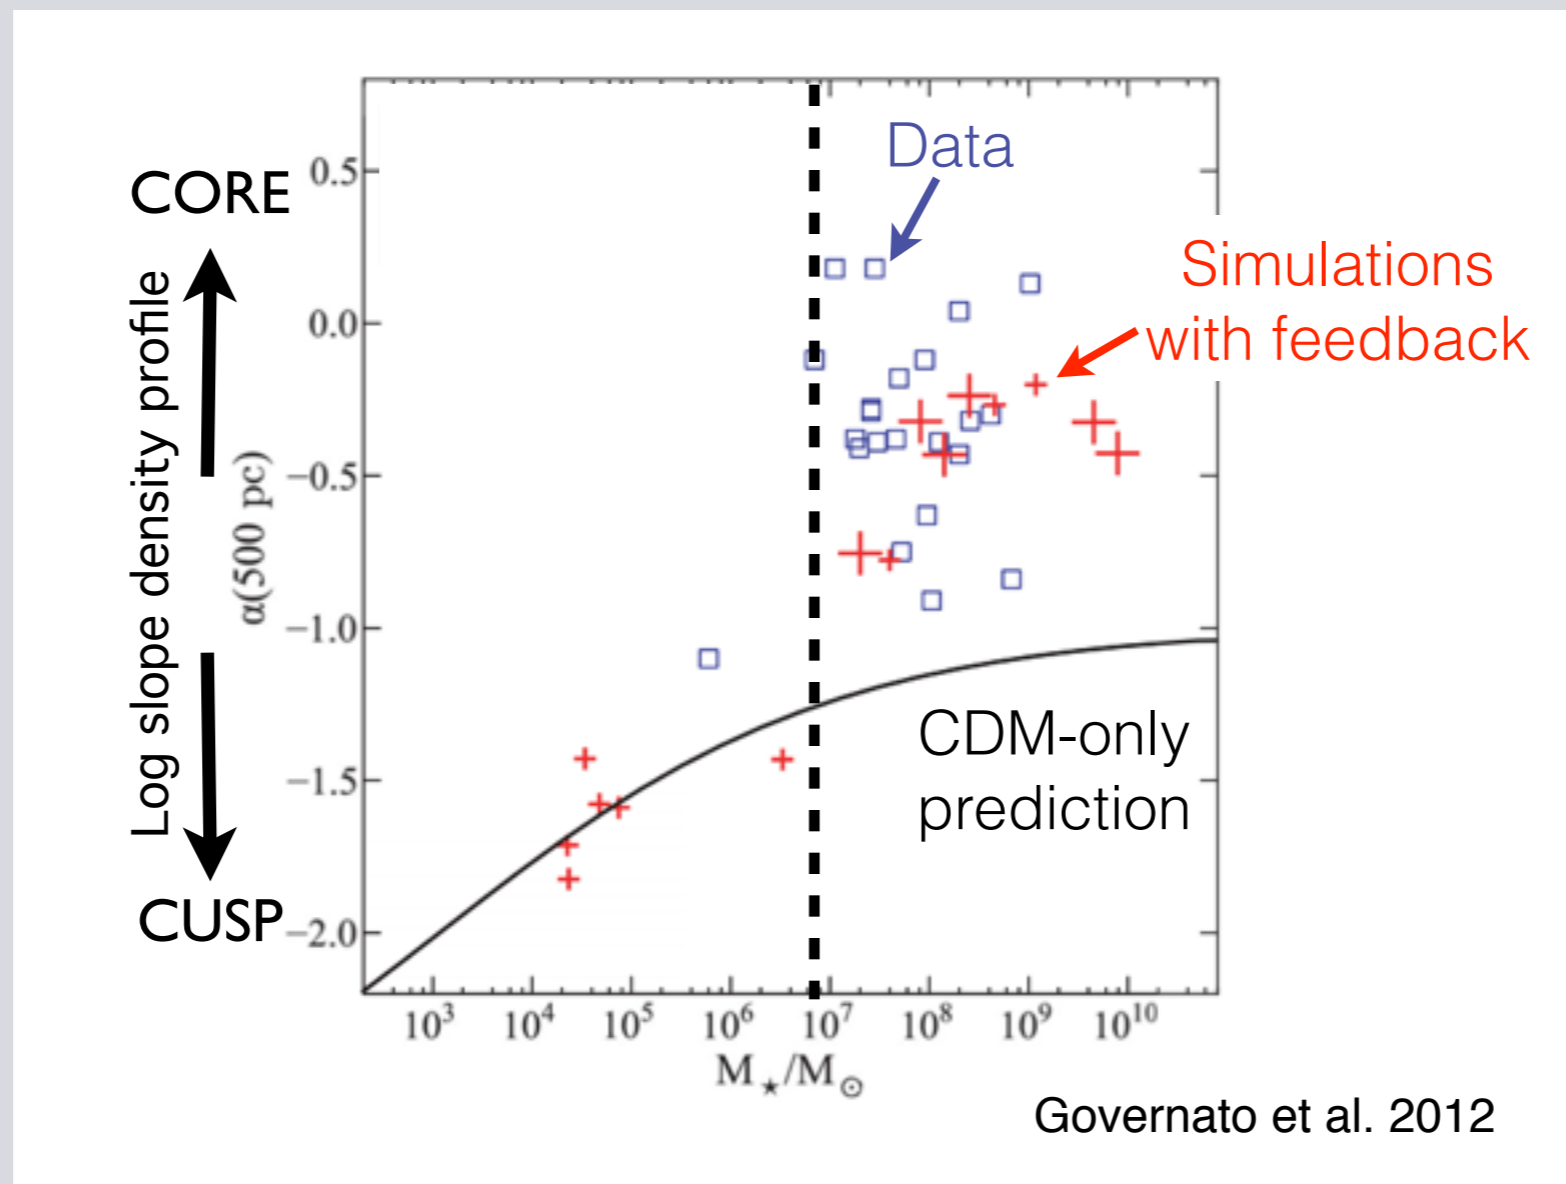 CORE
Log slope density profile
CUSP
α(500 pc)
0.5
0.0
−0.5
−1.0
−1.5
−2.0
Data
Simulations
with feedback
CDM-only
prediction
10³ 10⁴ 10⁵ 10⁶ 10⁷ 10⁸ 10⁹ 10¹⁰
M⋆/M⊙
Governato et al. 2012